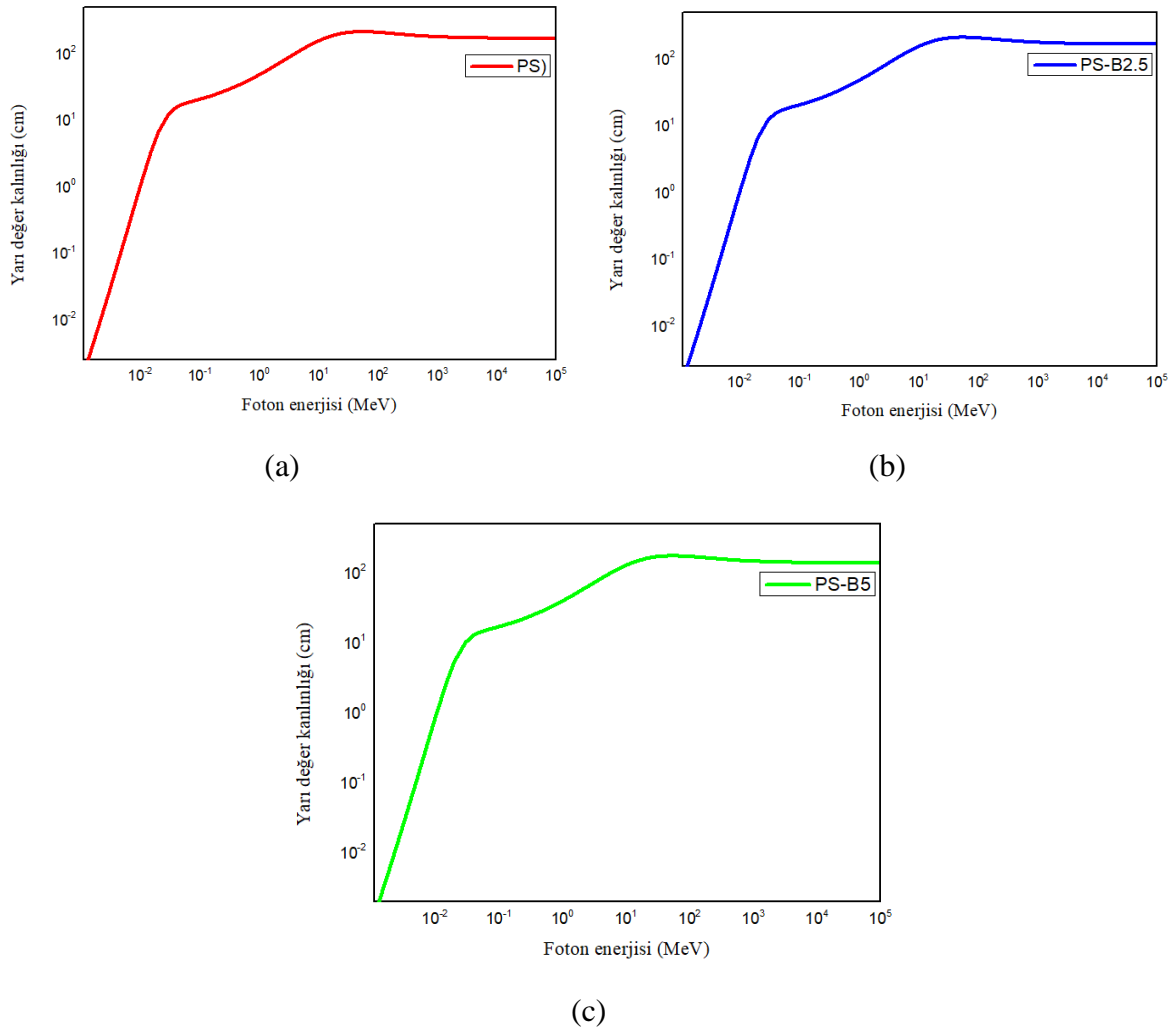 10² 10¹ 10⁰ 10⁻¹ 10⁻²
Yarı değer kalınlığı (cm)
PS)
10⁻² 10⁻¹ 10⁰ 10¹ 10² 10³ 10⁴ 10⁵
Foton enerjisi (MeV)
(a)
10² 10¹ 10⁰ 10⁻¹ 10⁻²
Yarı değer kalınlığı (cm)
PS-B2.5
10⁻² 10⁻¹ 10⁰ 10¹ 10² 10³ 10⁴ 10⁵
Foton enerjisi (MeV)
(b)
10² 10¹ 10⁰ 10⁻¹ 10⁻²
Yarı değer kanlınlığı (cm)
PS-B5
10⁻² 10⁻¹ 10⁰ 10¹ 10² 10³ 10⁴ 10⁵
Foton enerjisi (MeV)
(c)